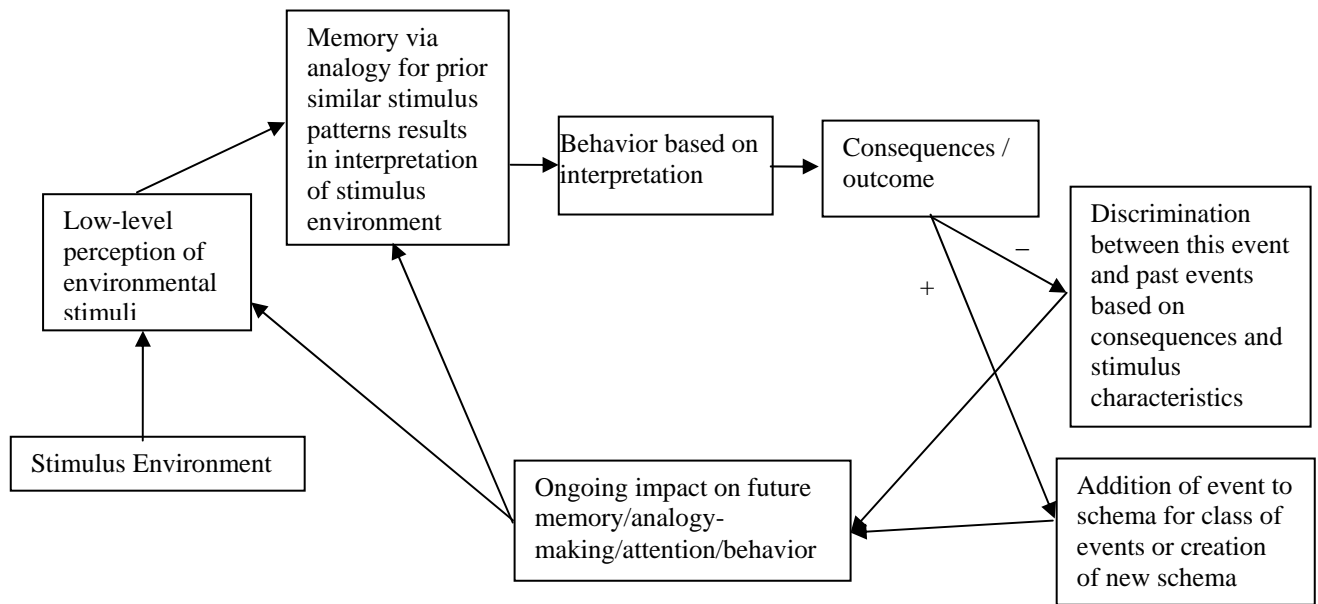 Memory via
analogy for prior
similar stimulus
patterns results
in interpretation
of stimulus
environment
Behavior based on
interpretation
Consequences /
outcome
Low-level
perception of
environmental
stimuli
Discrimination
between this event
and past events
based on
consequences and
stimulus
characteristics
–
+
Stimulus Environment
Ongoing impact on future
memory/analogy-
making/attention/behavior
Addition of event to
schema for class of
events or creation
of new schema